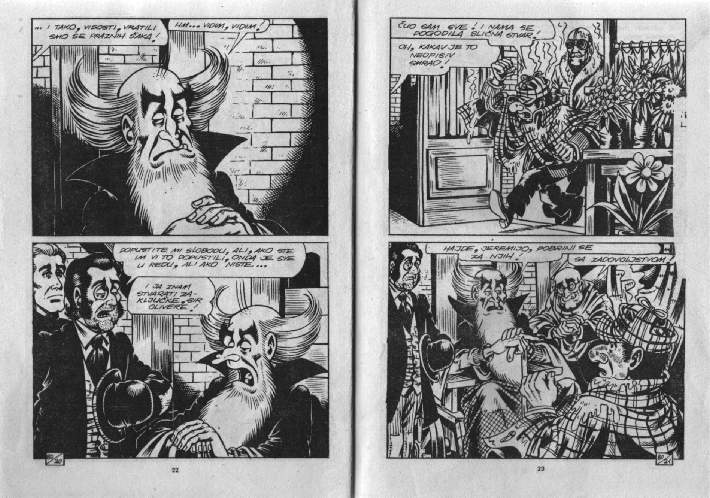 ... I TAKO, VISOSTI, VRATILI
SMO SE PRAZNIH ŠAKA!
HM... VIDIM, VIDIM!
DOPUSTITE MI SLOBODU, ALI, AKO STE
IM VI TO DOPUSTILI, ONDA JE SVE
U REDU, ALI AKO NISTE...
I JA ZNAM
STVARATI ZA-
KLJUČKE, SIR
OLIVERE!
22
ČUO SAM SVE! I NAMA SE
DOGODILA SLIČNA STVAR!
OH, KAKAV JE TO
NEOPISIV
SMRAD!
HAJDE, JEREMIJO, POBRINI SE
ZA NJIH!
SA ZADOVOLJSTVOM.
23